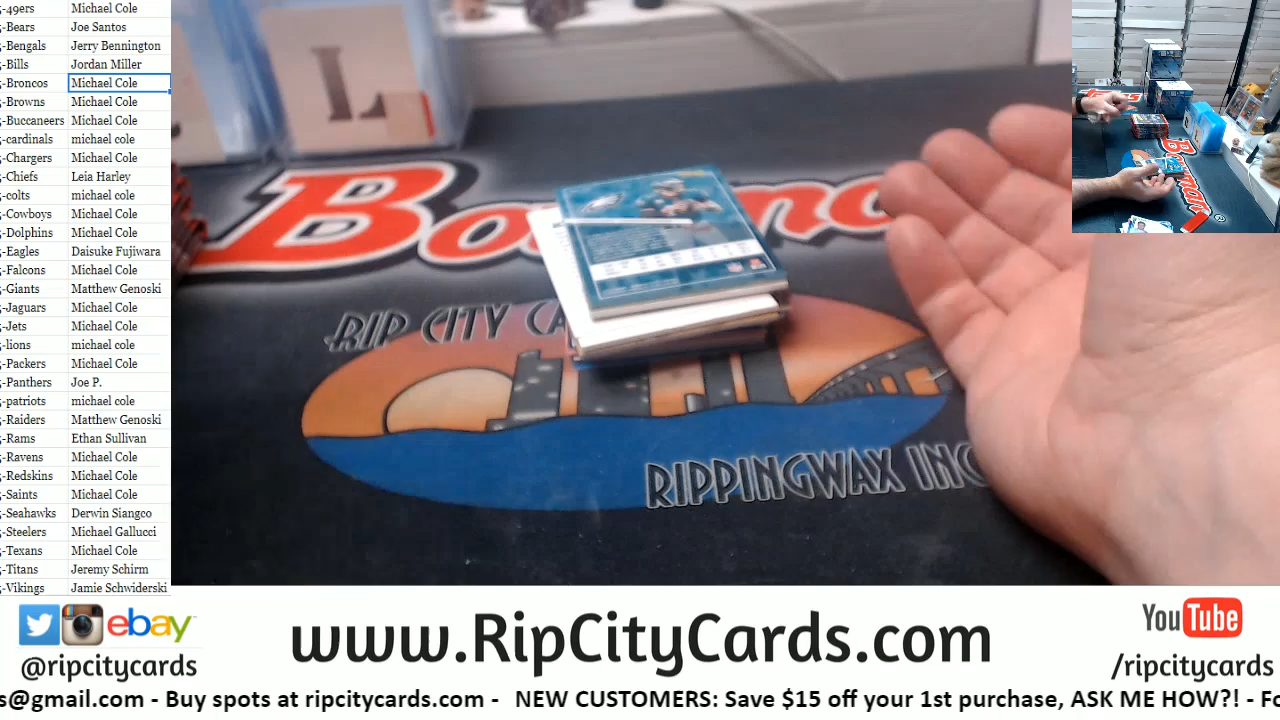 -49ers Michael Cole
-Bears Joe Santos
-Bengals Jerry Bennington
-Bills Jordan Miller
-Broncos Michael Cole
-Browns Michael Cole
-Buccaneers Michael Cole
-cardinals michael cole
-Chargers Michael Cole
-Chiefs Leia Harley
-colts michael cole
-Cowboys Michael Cole
-Dolphins Michael Cole
-Eagles Daisuke Fujiwara
-Falcons Michael Cole
-Giants Matthew Genoski
-Jaguars Michael Cole
-Jets Michael Cole
-lions michael cole
-Packers Michael Cole
-Panthers Joe P.
-patriots michael cole
-Raiders Matthew Genoski
-Rams Ethan Sullivan
-Ravens Michael Cole
-Redskins Michael Cole
-Saints Michael Cole
-Seahawks Derwin Siangco
-Steelers Michael Gallucci
-Texans Michael Cole
-Titans Jeremy Schirm
-Vikings Jamie Schwiderski
L
RIP CITY CA
RIPPINGWAX INC
ebay
@ripcitycards
www.RipCityCards.com
YouTube
/ripcitycards
s@gmail.com - Buy spots at ripcitycards.com - NEW CUSTOMERS: Save $15 off your 1st purchase, ASK ME HOW?! - Fo